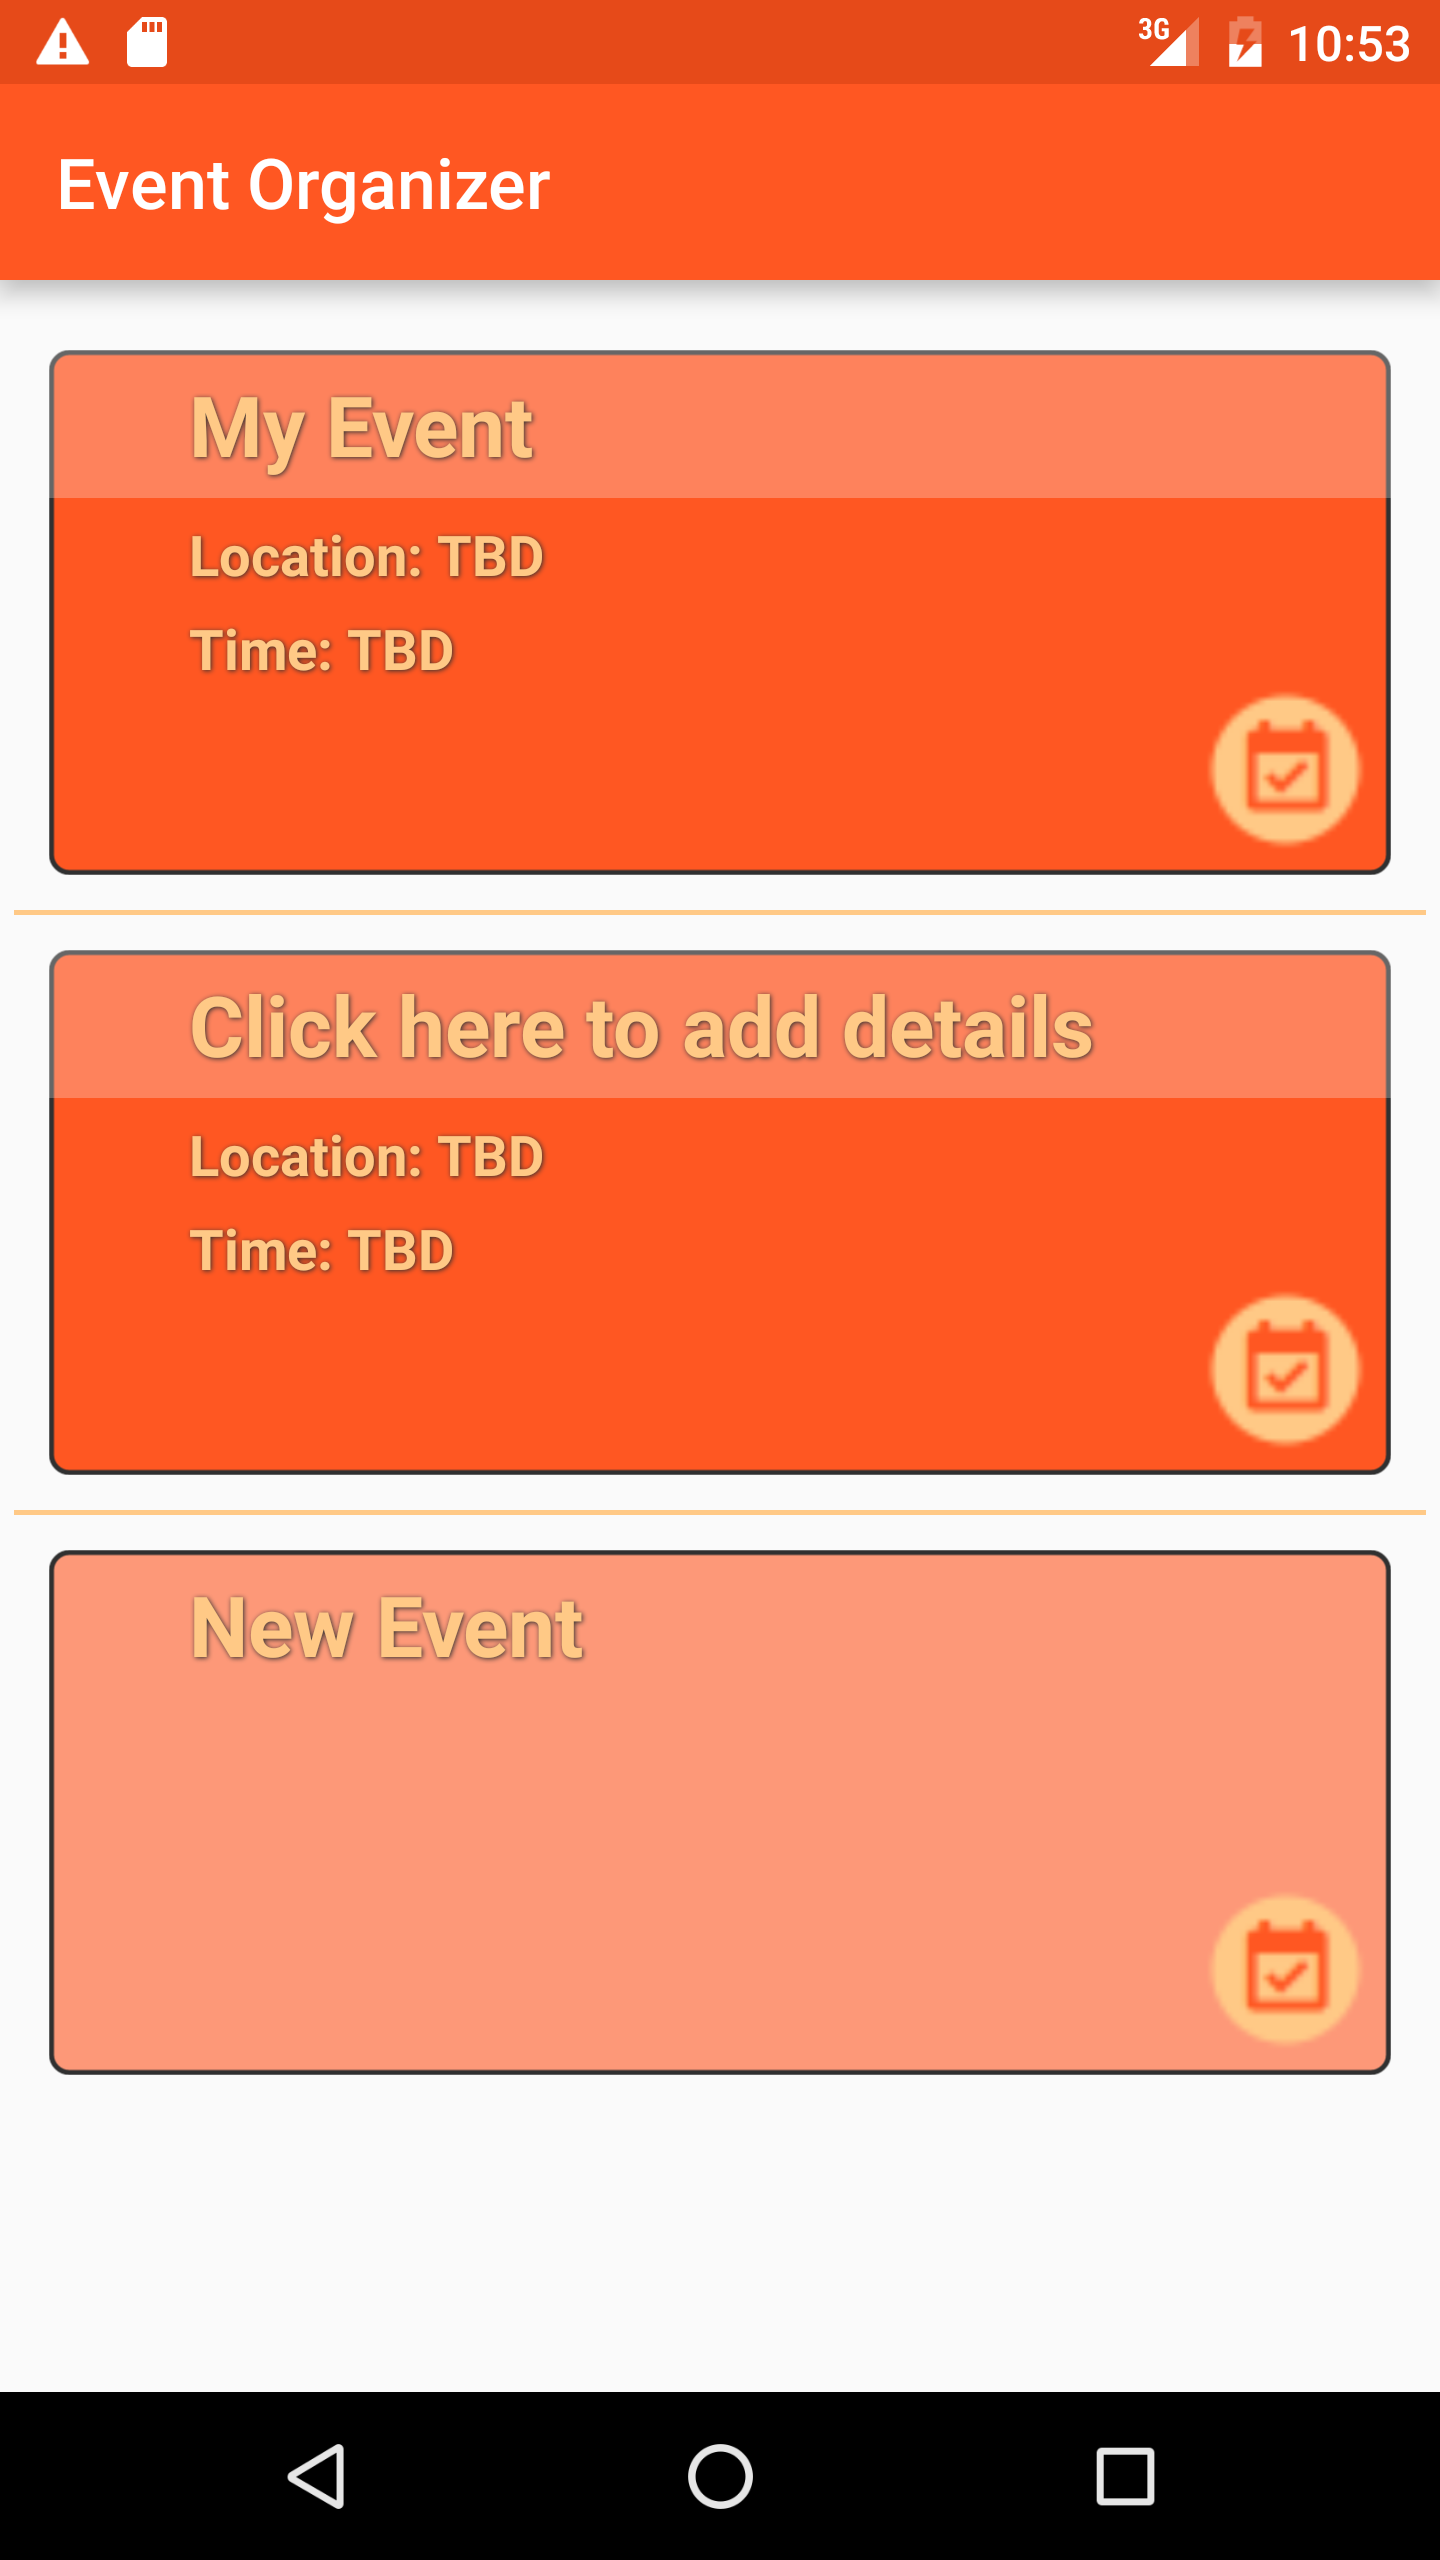 3G 10:53
Event Organizer
My Event
Location: TBD
Time: TBD
Click here to add details
Location: TBD
Time: TBD
New Event